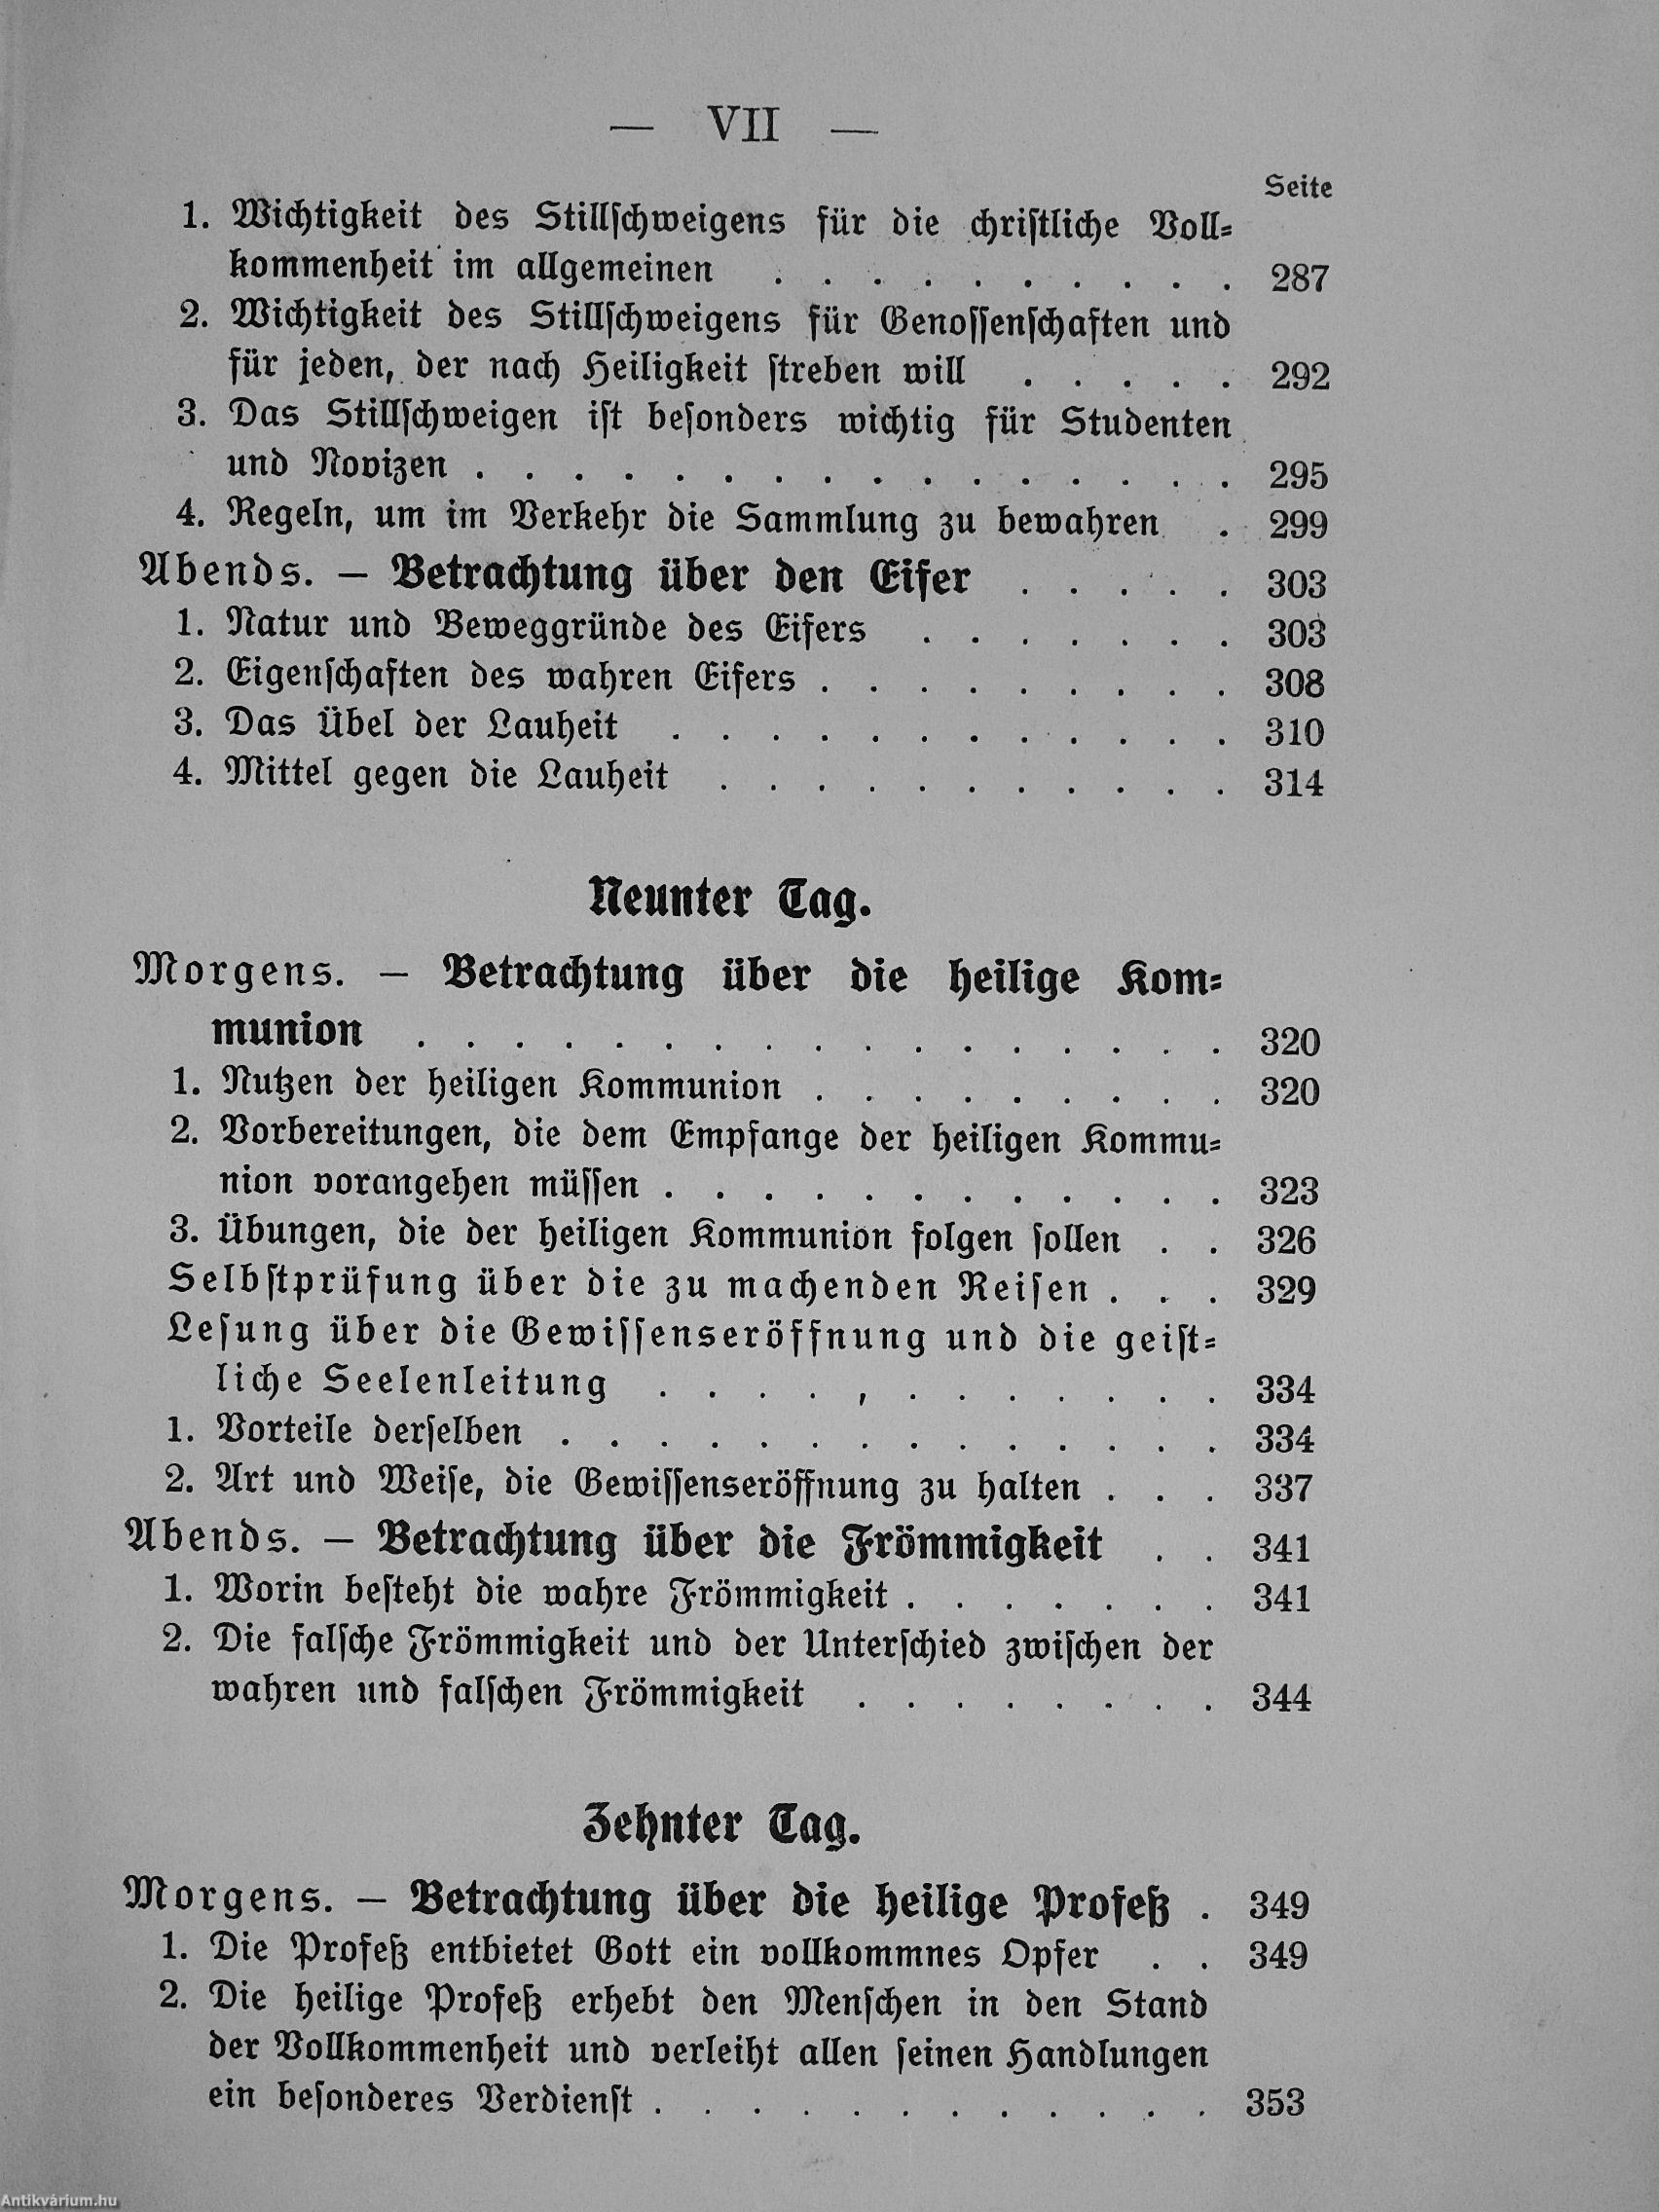 — VII —
Seite
1. Wichtigkeit des Stillſchweigens für die chriſtliche Voll⸗
kommenheit im allgemeinen . . . . . . . . . . 287
2. Wichtigkeit des Stillſchweigens für Genoſſenſchaften und
für jeden, der nach Heiligkeit ſtreben will . . . . . 292
3. Das Stillſchweigen iſt beſonders wichtig für Studenten
und Novizen . . . . . . . . . . . . . . . . 295
4. Regeln, um im Verkehr die Sammlung zu bewahren . 299
Abends. — Betrachtung über den Eifer . . . . . 303
1. Natur und Beweggründe des Eifers . . . . . . . 303
2. Eigenſchaften des wahren Eifers . . . . . . . . . 308
3. Das Übel der Lauheit . . . . . . . . . . . . 310
4. Mittel gegen die Lauheit . . . . . . . . . . . 314
Neunter Tag.
Morgens. — Betrachtung über die heilige Kom⸗
munion . . . . . . . . . . . . . . . . . 320
1. Nutzen der heiligen Kommunion . . . . . . . . . 320
2. Vorbereitungen, die dem Empfange der heiligen Kommu⸗
nion vorangehen müſſen . . . . . . . . . . . . 323
3. Übungen, die der heiligen Kommunion folgen ſollen . . 326
Selbſtprüfung über die zu machenden Reiſen . . . 329
Leſung über die Gewiſſenseröffnung und die geiſt⸗
liche Seelenleitung . . . . , . . . . . . . 334
1. Vorteile derſelben . . . . . . . . . . . . . . 334
2. Art und Weiſe, die Gewiſſenseröffnung zu halten . . . 337
Abends. — Betrachtung über die Frömmigkeit . . 341
1. Worin beſteht die wahre Frömmigkeit . . . . . . . 341
2. Die falſche Frömmigkeit und der Unterſchied zwiſchen der
wahren und falſchen Frömmigkeit . . . . . . . . 344
Zehnter Tag.
Morgens. — Betrachtung über die heilige Profeß . 349
1. Die Profeß entbietet Gott ein vollkommnes Opfer . . 349
2. Die heilige Profeß erhebt den Menſchen in den Stand
der Vollkommenheit und verleiht allen ſeinen Handlungen
ein beſonderes Verdienſt . . . . . . . . . . . . 353
Antikvárium.hu